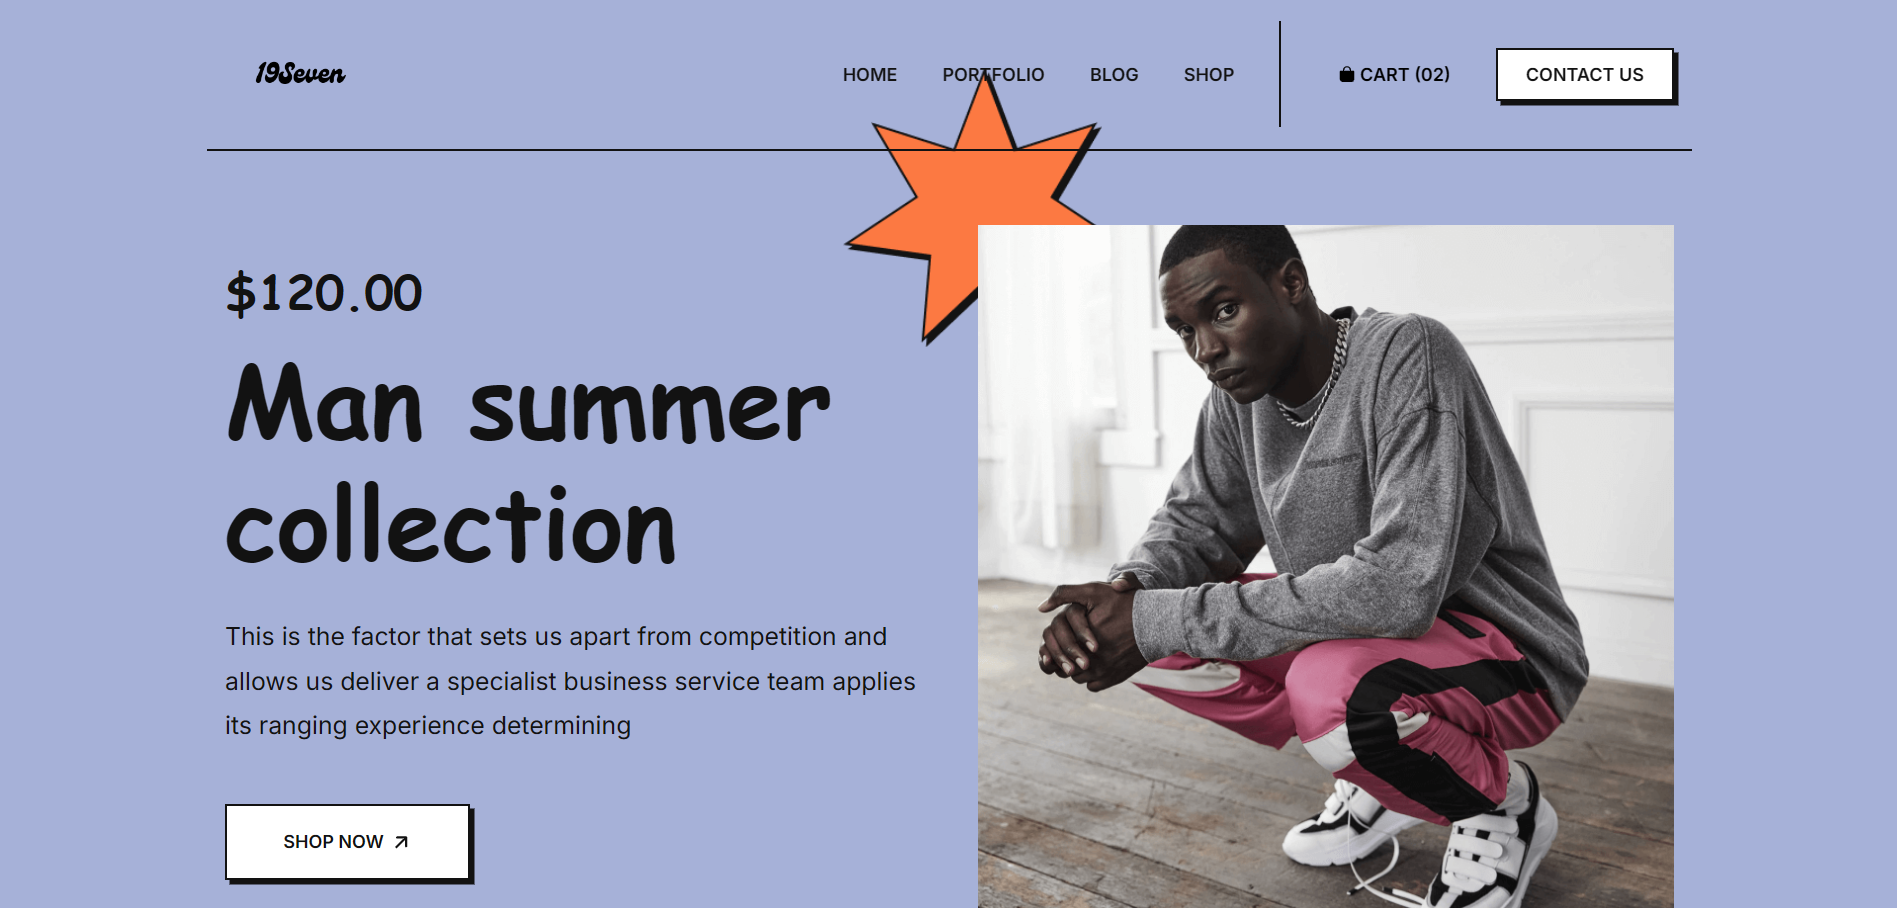 19Seven
HOME PORTFOLIO BLOG SHOP CART (02) CONTACT US
$120.00
Man summer
collection
This is the factor that sets us apart from competition and
allows us deliver a specialist business service team applies
its ranging experience determining
SHOP NOW